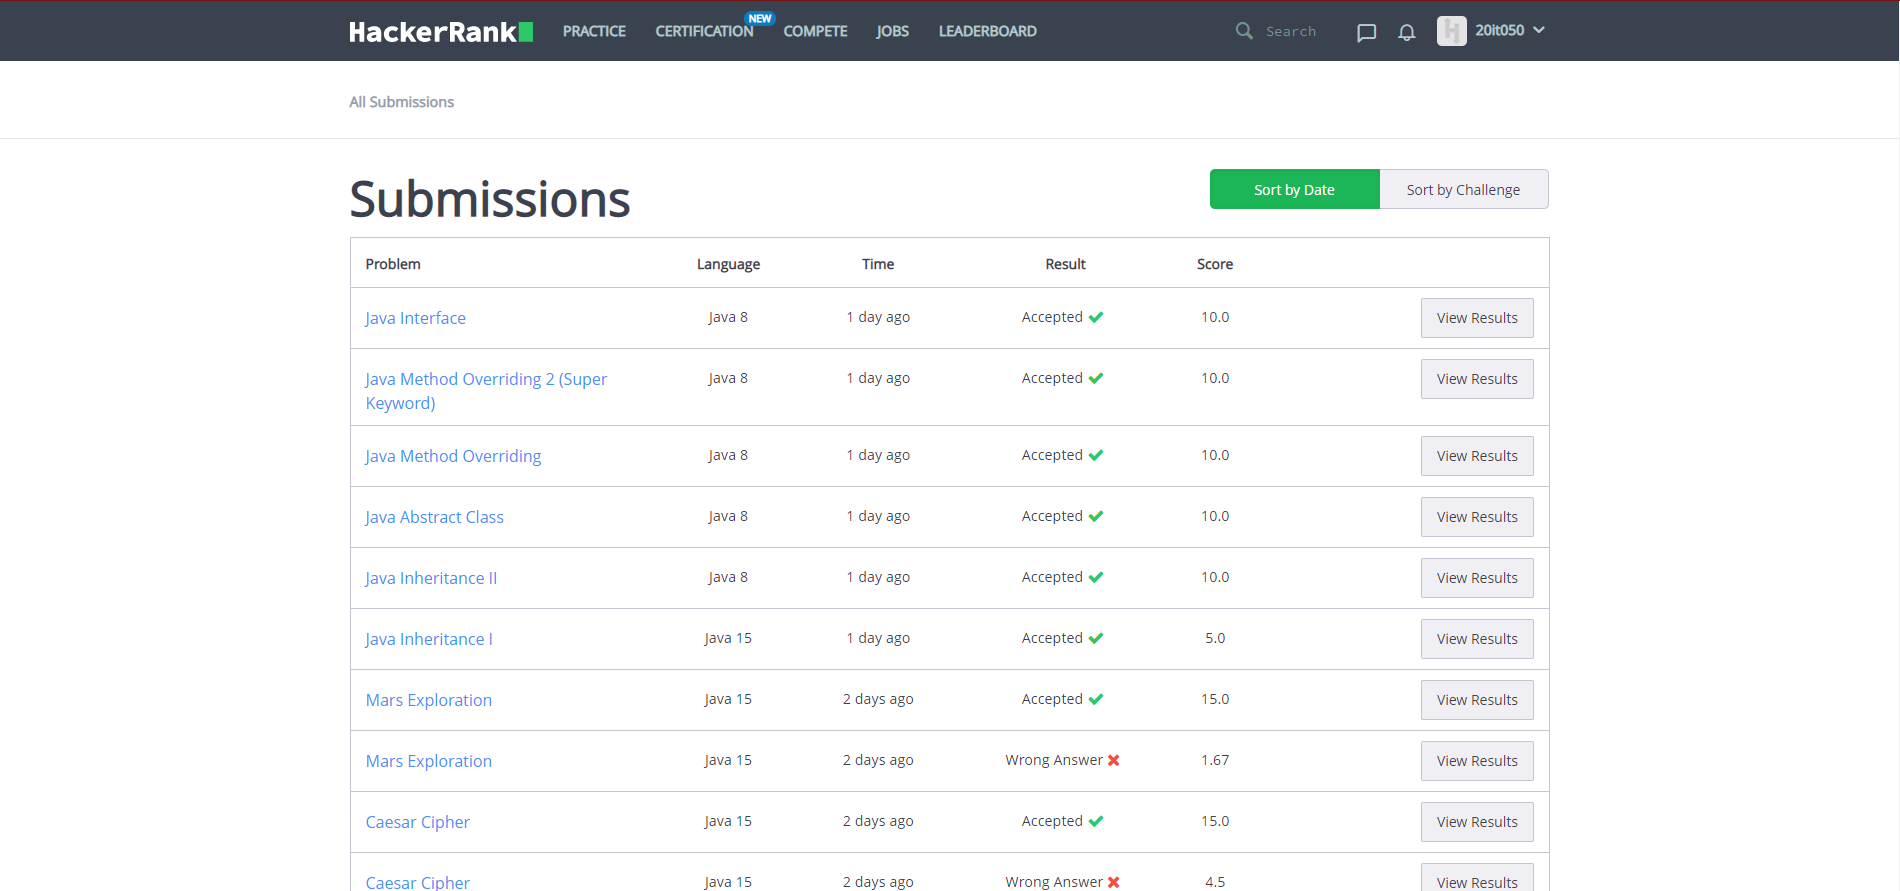 HackerRank PRACTICE CERTIFICATION NEW COMPETE JOBS LEADERBOARD Search 20it050
All Submissions
Submissions
Sort by Date Sort by Challenge
Problem Language Time Result Score
Java Interface Java 8 1 day ago Accepted 10.0 View Results
Java Method Overriding 2 (Super Java 8 1 day ago Accepted 10.0 View Results
Keyword)
Java Method Overriding Java 8 1 day ago Accepted 10.0 View Results
Java Abstract Class Java 8 1 day ago Accepted 10.0 View Results
Java Inheritance II Java 8 1 day ago Accepted 10.0 View Results
Java Inheritance I Java 15 1 day ago Accepted 5.0 View Results
Mars Exploration Java 15 2 days ago Accepted 15.0 View Results
Mars Exploration Java 15 2 days ago Wrong Answer 1.67 View Results
Caesar Cipher Java 15 2 days ago Accepted 15.0 View Results
Caesar Cipher Java 15 2 days ago Wrong Answer 4.5 View Results